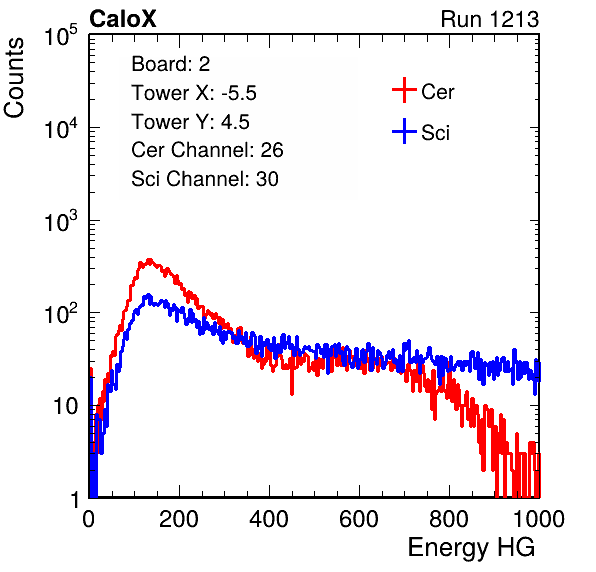 CaloX Run 1213
Counts
Board: 2
Tower X: -5.5
Tower Y: 4.5
Cer Channel: 26
Sci Channel: 30
Cer
Sci
10^5
10^4
10^3
10^2
10
1
0 200 400 600 800 1000
Energy HG